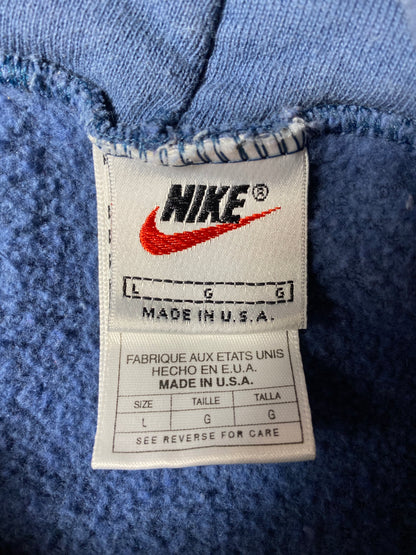 NIKE®
L G G
MADE IN U.S.A.
FABRIQUE AUX ETATS UNIS
HECHO EN E.U.A.
MADE IN U.S.A.
SIZE TAILLE TALLA
L G G
SEE REVERSE FOR CARE